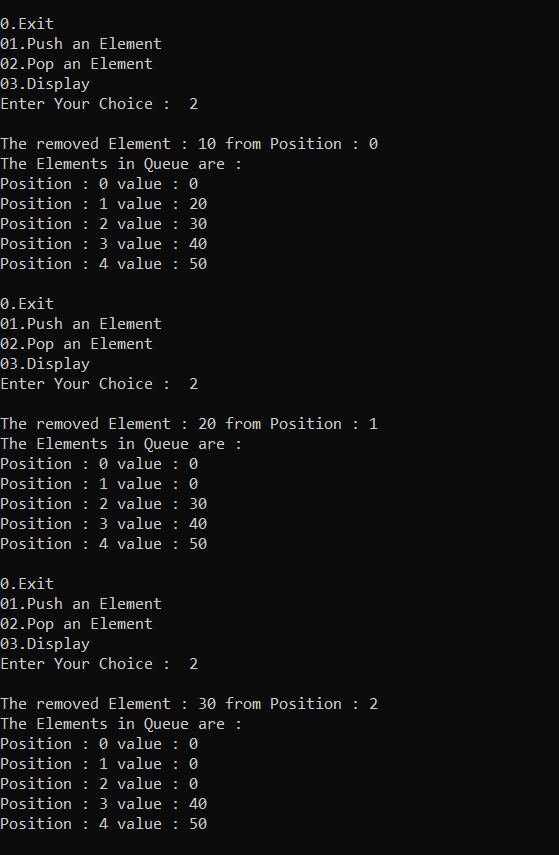 0.Exit
01.Push an Element
02.Pop an Element
03.Display
Enter Your Choice :  2
The removed Element : 10 from Position : 0
The Elements in Queue are :
Position : 0 value : 0
Position : 1 value : 20
Position : 2 value : 30
Position : 3 value : 40
Position : 4 value : 50
0.Exit
01.Push an Element
02.Pop an Element
03.Display
Enter Your Choice :  2
The removed Element : 20 from Position : 1
The Elements in Queue are :
Position : 0 value : 0
Position : 1 value : 0
Position : 2 value : 30
Position : 3 value : 40
Position : 4 value : 50
0.Exit
01.Push an Element
02.Pop an Element
03.Display
Enter Your Choice :  2
The removed Element : 30 from Position : 2
The Elements in Queue are :
Position : 0 value : 0
Position : 1 value : 0
Position : 2 value : 0
Position : 3 value : 40
Position : 4 value : 50